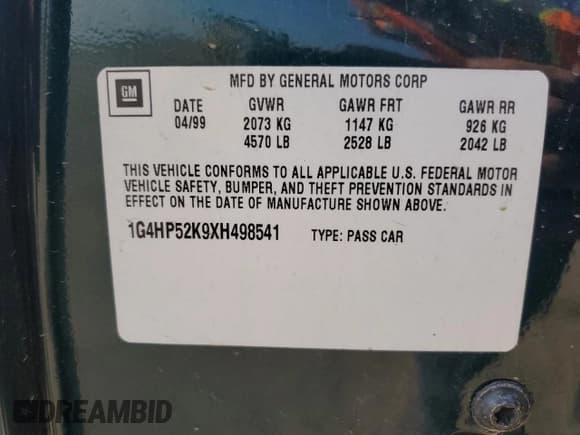 GM
MFD BY GENERAL MOTORS CORP
DATE GVWR GAWR FRT GAWR RR
04/99 2073 KG 1147 KG 926 KG
4570 LB 2528 LB 2042 LB
THIS VEHICLE CONFORMS TO ALL APPLICABLE U.S. FEDERAL MOTOR
VEHICLE SAFETY, BUMPER, AND THEFT PREVENTION STANDARDS IN
EFFECT ON THE DATE OF MANUFACTURE SHOWN ABOVE.
1G4HP52K9XH498541 TYPE: PASS CAR
DREAMBID